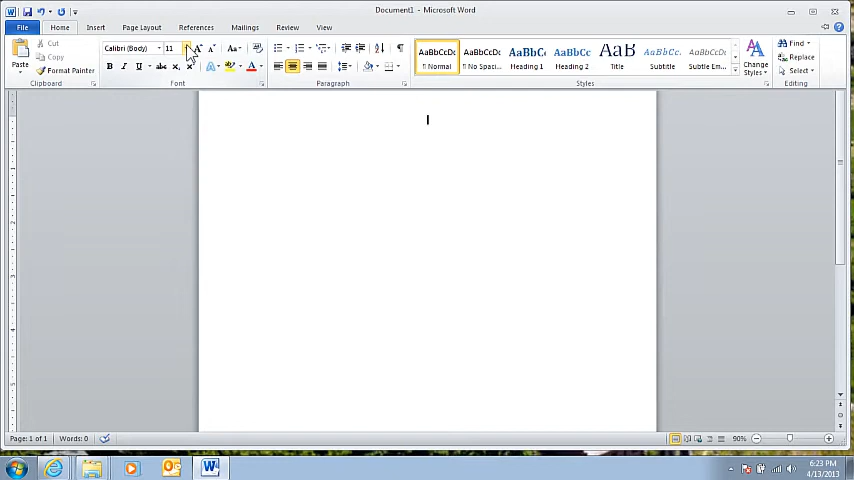 Document1 - Microsoft Word
File Home Insert Page Layout References Mailings Review View
Cut
Copy
Format Painter
Paste
Clipboard
Calibri (Body) 11
B I U abc x, Aa A
Font
Paragraph
AaBbCcDc AaBbCcDc AaBbC AaBbCc AaB AaBbCc. AaBbCcDc
¶ Normal ¶ No Spaci... Heading 1 Heading 2 Title Subtitle Subtle Em...
Styles
Change
Styles
Find
Replace
Select
Editing
Page: 1 of 1 Words: 0
90%
6:23 PM
4/13/2013